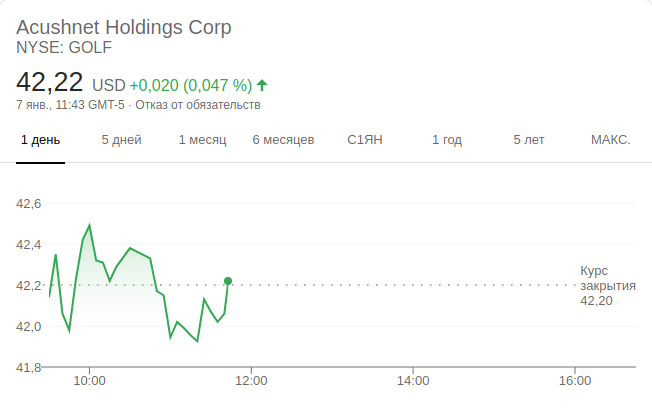 Acushnet Holdings Corp
NYSE: GOLF
42,22 USD +0,020 (0,047 %)
7 янв., 11:43 GMT-5 · Отказ от обязательств
1 день 5 дней 1 месяц 6 месяцев С1ЯН 1 год 5 лет МАКС.
42,6
42,4
42,2
42,0
41,8
Курс
закрытия
42,20
10:00 12:00 14:00 16:00